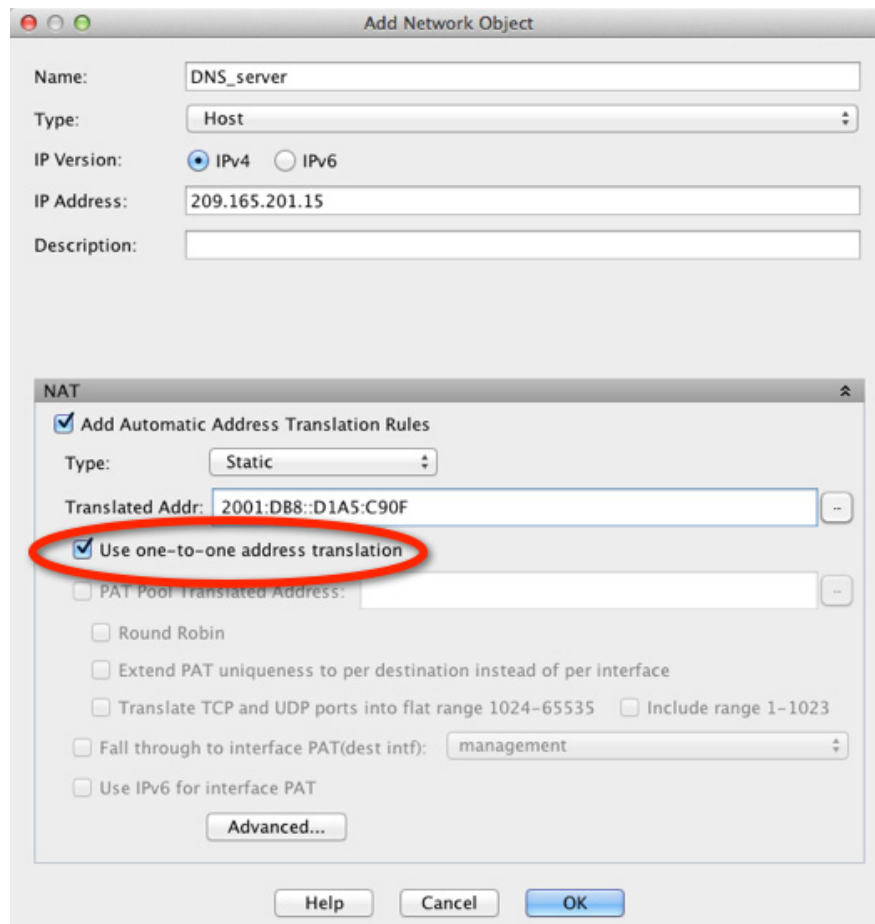 Add Network Object
Name: DNS_server
Type: Host
IP Version: IPv4 IPv6
IP Address: 209.165.201.15
Description:
NAT
Add Automatic Address Translation Rules
Type: Static
Translated Addr: 2001:DB8::D1A5:C90F ..
Use one-to-one address translation
PAT Pool Translated Address: ..
Round Robin
Extend PAT uniqueness to per destination instead of per interface
Translate TCP and UDP ports into flat range 1024-65535 Include range 1-1023
Fall through to interface PAT(dest intf): management
Use IPv6 for interface PAT
Advanced...
Help Cancel OK